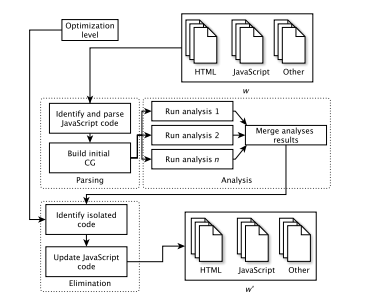 Optimization
level
HTML
JavaScript
Other
w
Identify and parse
JavaScript code
Build initial
CG
Parsing
Run analysis 1
Run analysis 2
Run analysis n
Merge analyses
results
Analysis
Identify isolated
code
Update JavaScript
code
Elimination
HTML
JavaScript
Other
w'